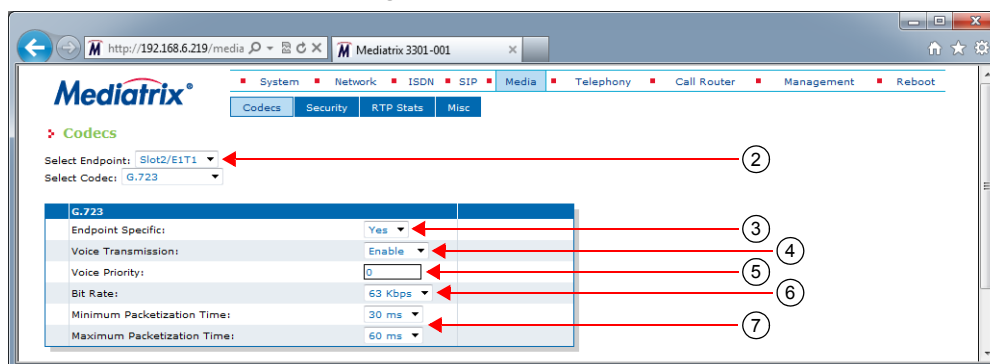 http://192.168.6.219/media
Mediatrix 3301-001
Mediatrix®
System Network ISDN SIP Media Telephony Call Router Management Reboot
Codecs Security RTP Stats Misc
Codecs
Select Endpoint: Slot2/E1T1 2
Select Codec: G.723
G.723
Endpoint Specific: Yes 3
Voice Transmission: Enable 4
Voice Priority: 0 5
Bit Rate: 63 Kbps 6
Minimum Packetization Time: 30 ms
7
Maximum Packetization Time: 60 ms